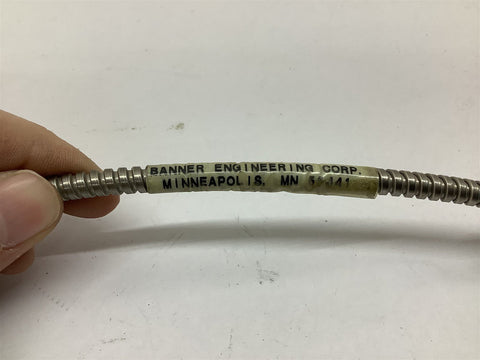 BANNER ENGINEERING CORP.
MINNEAPOLIS, MN